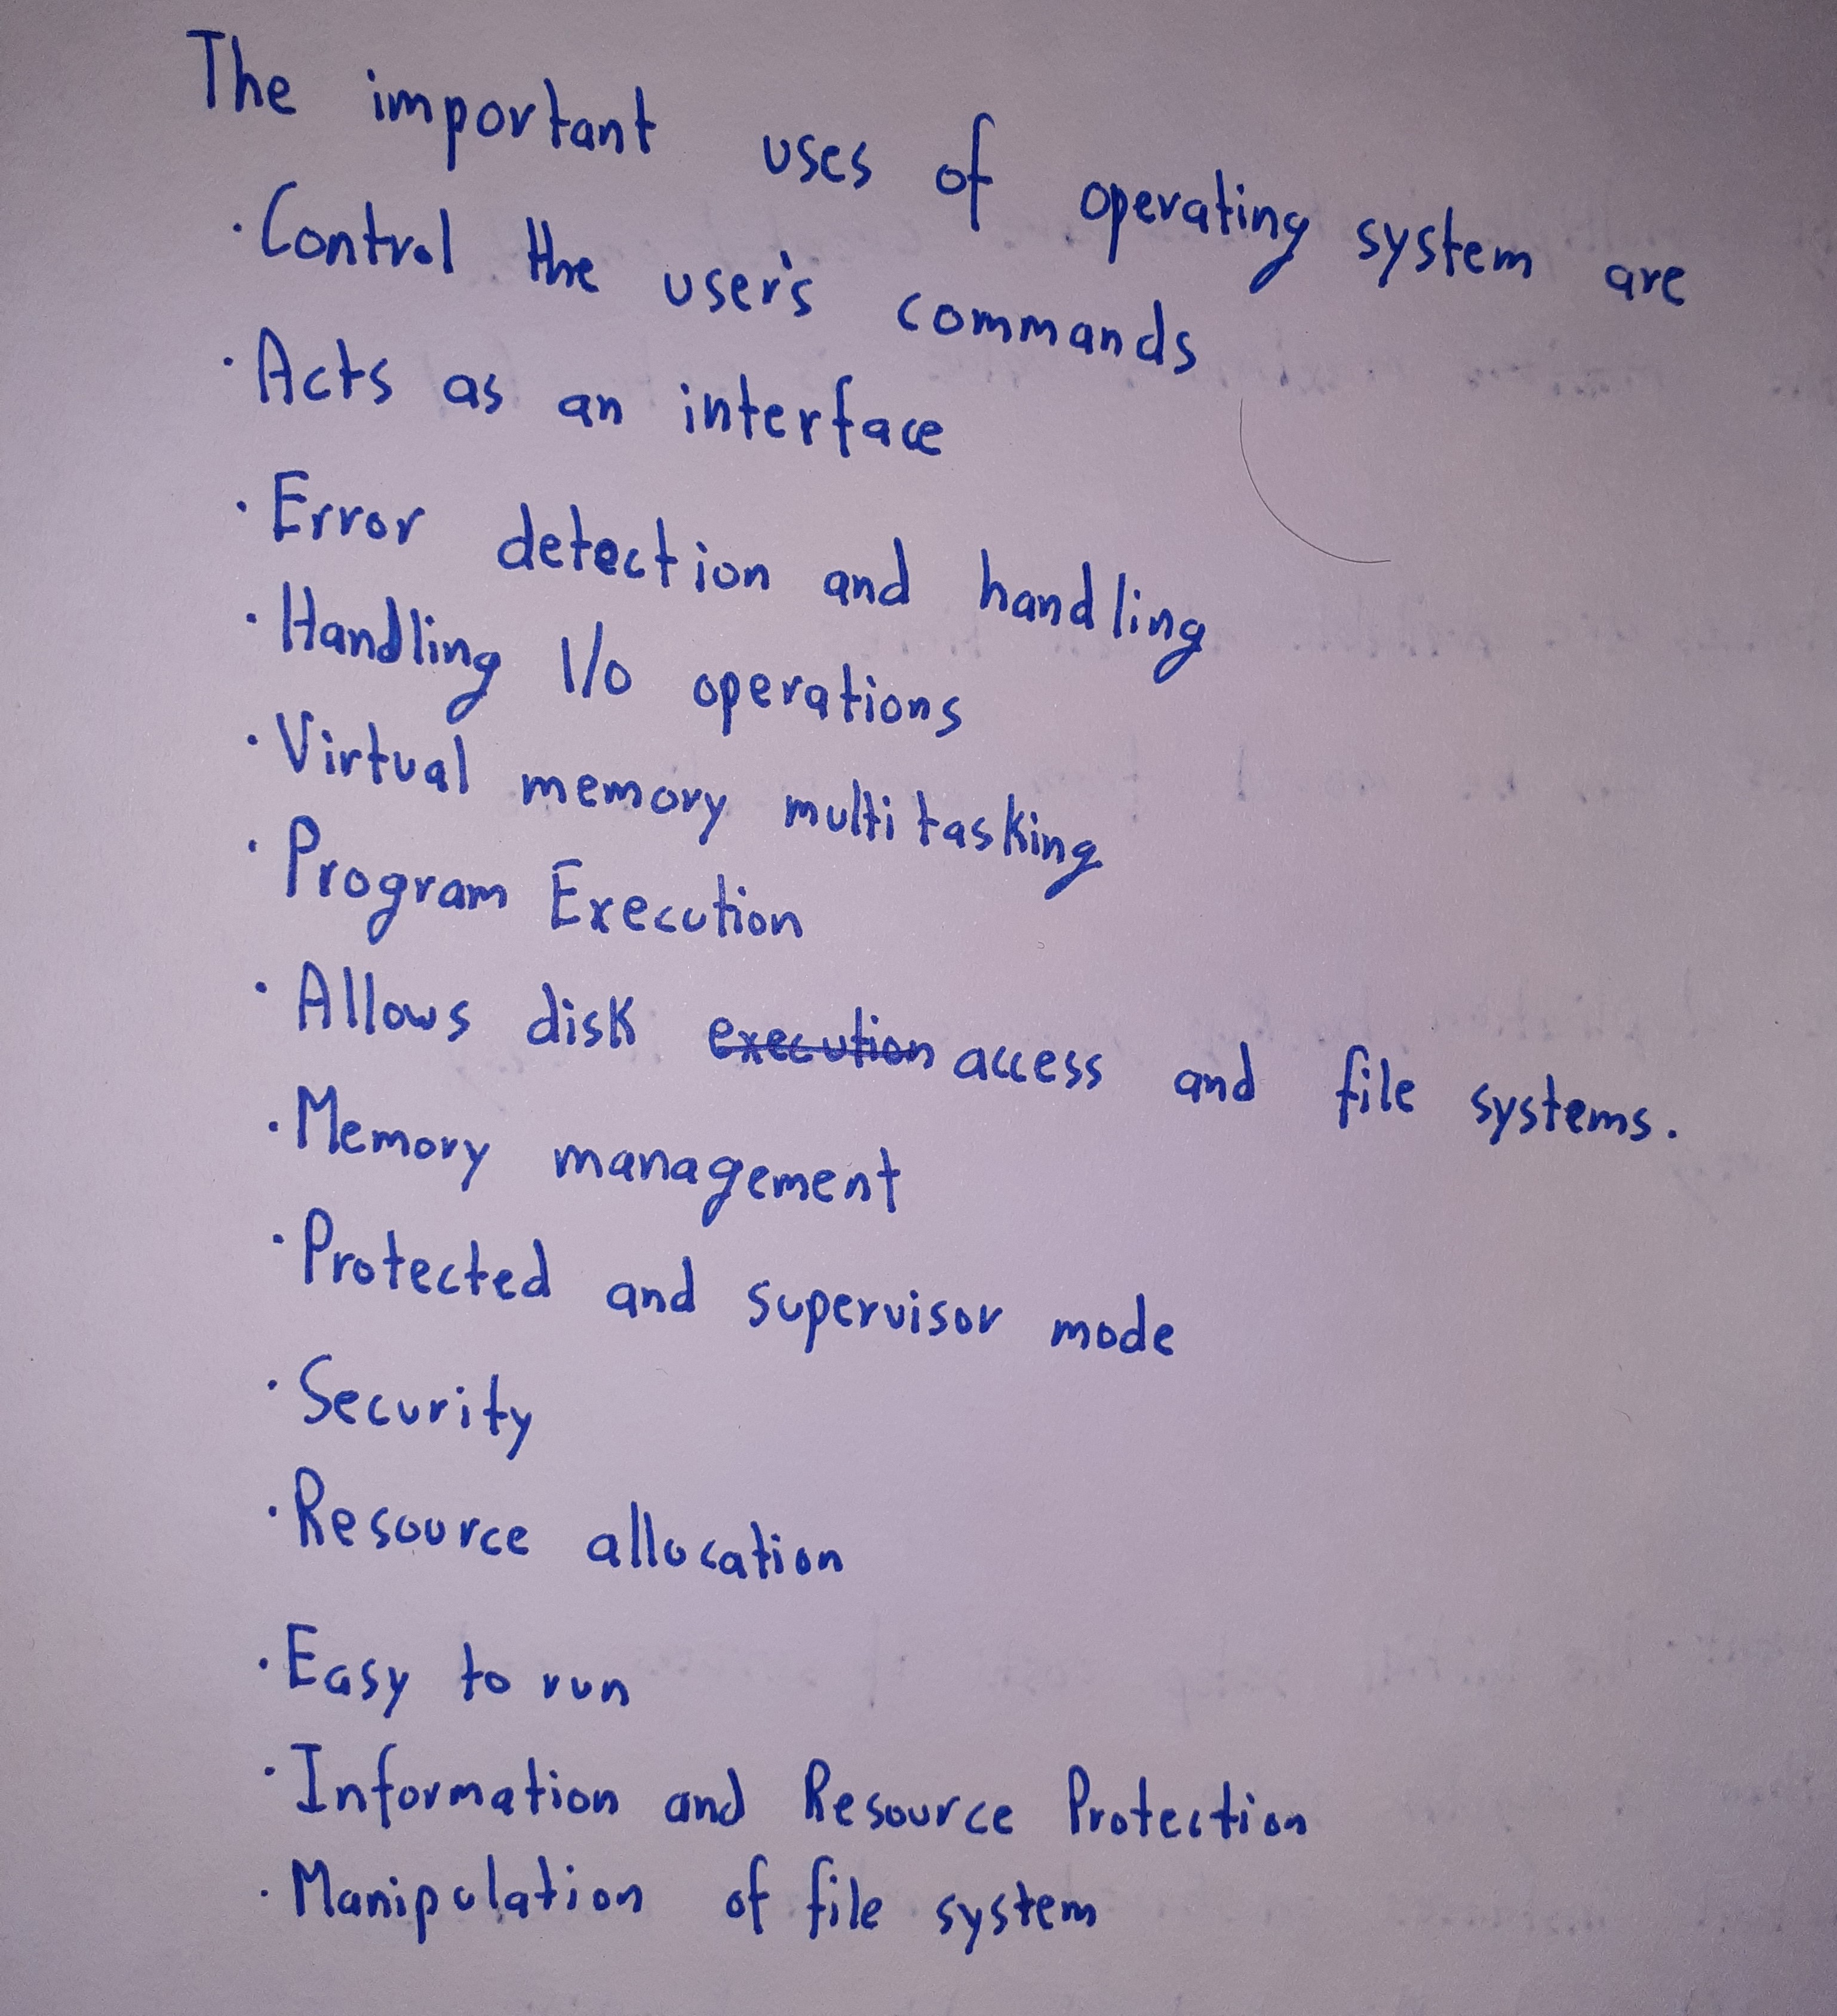 The important uses of operating system are
· Control the user's commands
· Acts as an interface
· Error detection and handling
· Handling I/o operations
· Virtual memory multitasking
· Program Execution
· Allows disk execution access and file systems.
· Memory management
· Protected and supervisor mode
· Security
· Resource allocation
· Easy to run
· Information and Resource Protection
· Manipulation of file system